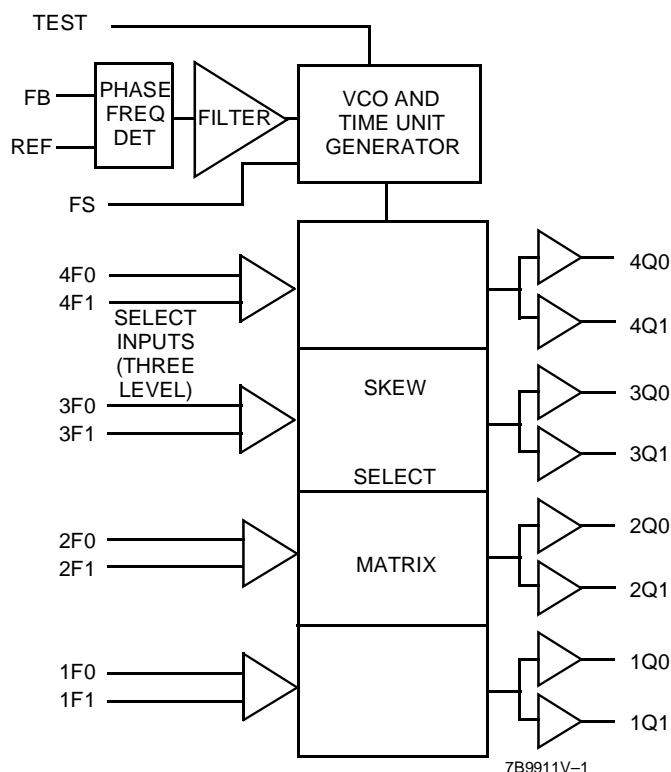 TEST
FB
REF
PHASE
FREQ
DET
FILTER
VCO AND
TIME UNIT
GENERATOR
FS
4F0
4F1
SELECT
INPUTS
(THREE
LEVEL)
3F0
3F1
2F0
2F1
1F0
1F1
SKEW
SELECT
MATRIX
4Q0
4Q1
3Q0
3Q1
2Q0
2Q1
1Q0
1Q1
7B9911V–1